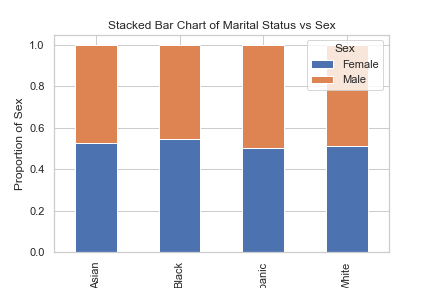 Stacked Bar Chart of Marital Status vs Sex
Proportion of Sex
1.0
0.8
0.6
0.4
0.2
0.0
Sex
Female
Male
Asian
Black
panic
White